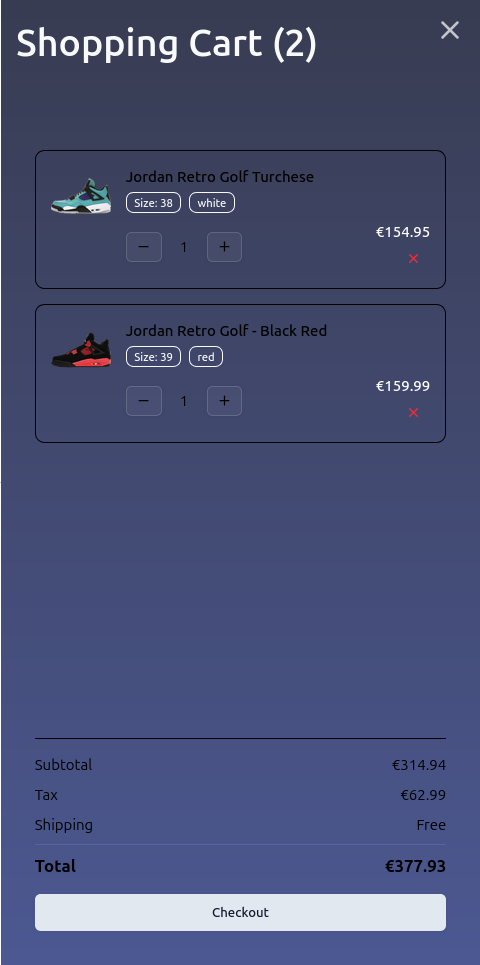 Shopping Cart (2)
Jordan Retro Golf Turchese
Size: 38 white
− 1 + €154.95
Jordan Retro Golf - Black Red
Size: 39 red
− 1 + €159.99
Subtotal €314.94
Tax €62.99
Shipping Free
Total €377.93
Checkout